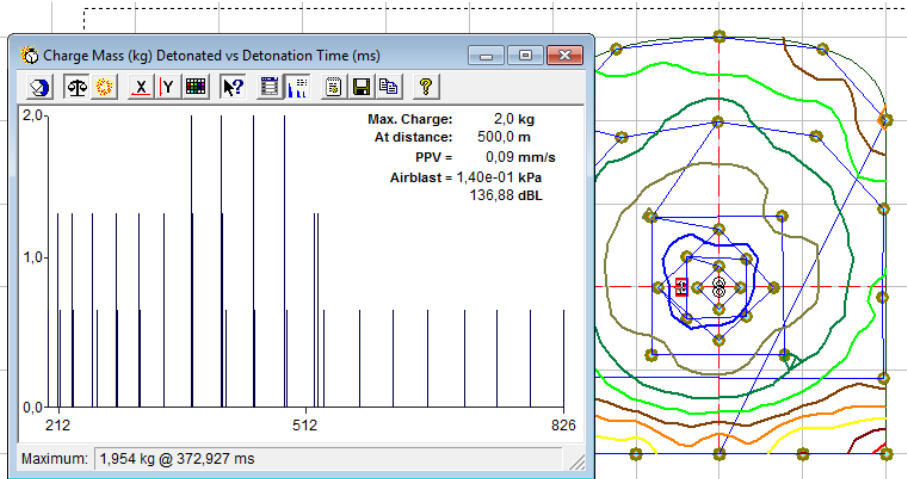 Charge Mass (kg) Detonated vs Detonation Time (ms)
X Y ? ?
2,0
Max. Charge: 2,0 kg
At distance: 500,0 m
PPV = 0,09 mm/s
Airblast = 1,40e-01 kPa
136,88 dBL
1,0
0,0
212 512 826
Maximum: 1,954 kg @ 372,927 ms